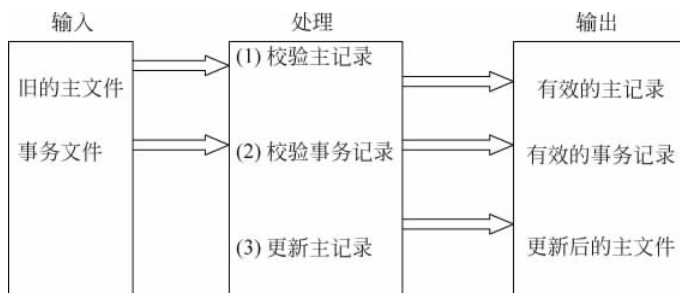 输入
处理
输出
旧的主文件
事务文件
(1) 校验主记录
(2) 校验事务记录
(3) 更新主记录
有效的主记录
有效的事务记录
更新后的主文件